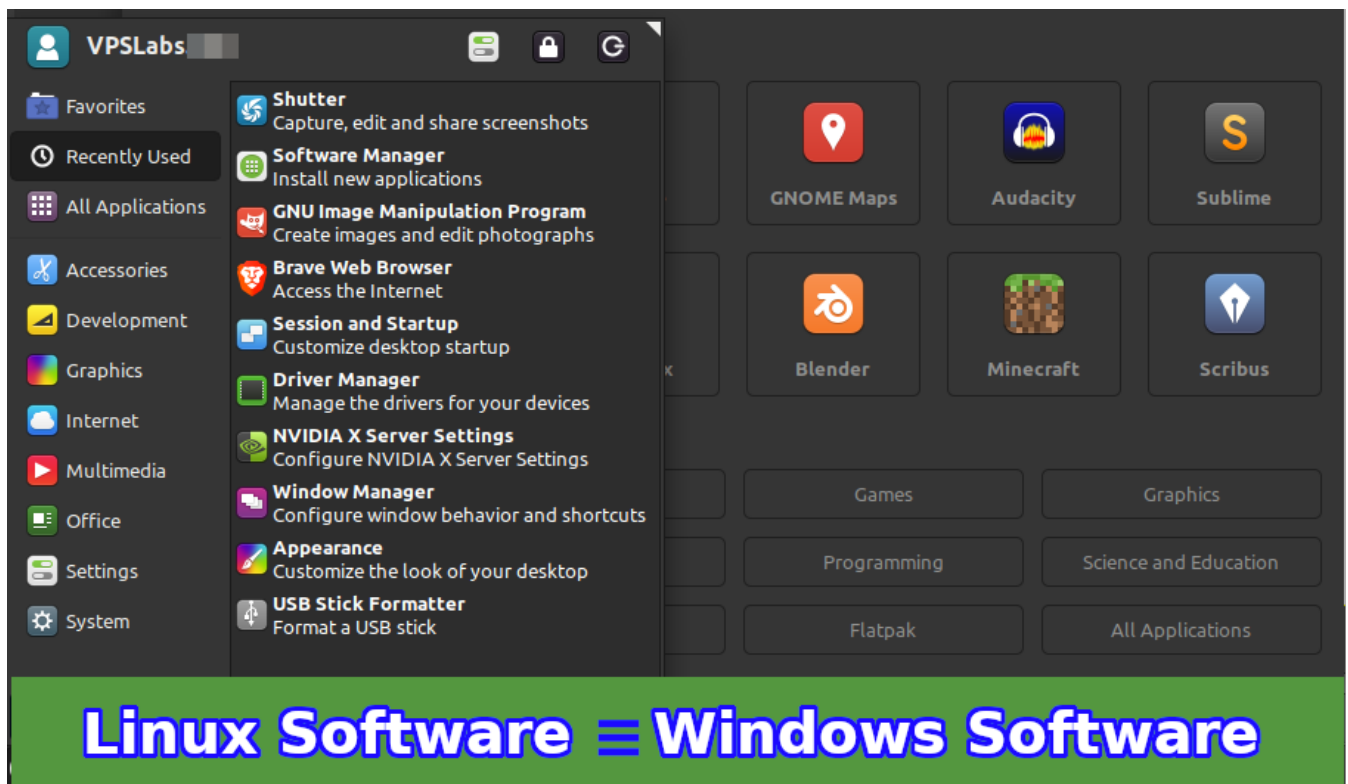 VPSLabs
Favorites
Recently Used
All Applications
Accessories
Development
Graphics
Internet
Multimedia
Office
Settings
System
Shutter
Capture, edit and share screenshots
Software Manager
Install new applications
GNU Image Manipulation Program
Create images and edit photographs
Brave Web Browser
Access the Internet
Session and Startup
Customize desktop startup
Driver Manager
Manage the drivers for your devices
NVIDIA X Server Settings
Configure NVIDIA X Server Settings
Window Manager
Configure window behavior and shortcuts
Appearance
Customize the look of your desktop
USB Stick Formatter
Format a USB stick
GNOME Maps
Audacity
Sublime
Blender
Minecraft
Scribus
Games
Graphics
Programming
Science and Education
Flatpak
All Applications
Linux Software ≡ Windows Software